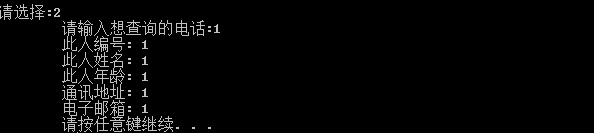 请选择:2
请输入想查询的电话:1
此人编号: 1
此人姓名: 1
此人年龄: 1
通讯地址: 1
电子邮箱: 1
请按任意键继续. . .